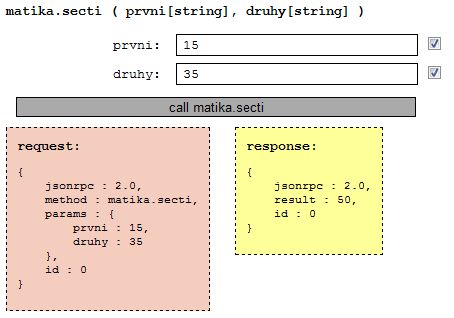 matika.secti ( prvni[string], druhy[string] )
prvni: 15
druhy: 35
call matika.secti
request:
{
jsonrpc : 2.0,
method : matika.secti,
params : {
prvni : 15,
druhy : 35
},
id : 0
}
response:
{
jsonrpc : 2.0,
result : 50,
id : 0
}